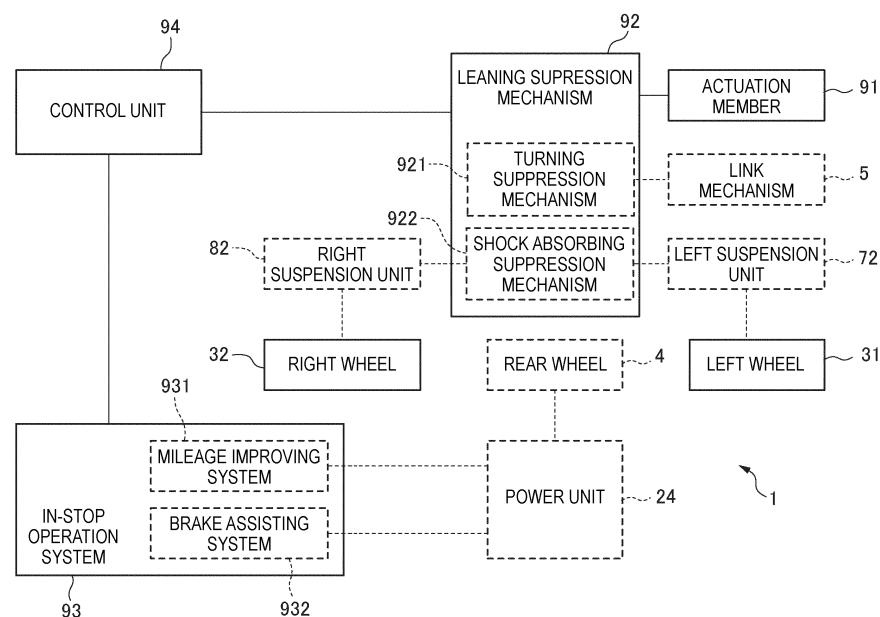 94
92
CONTROL UNIT
LEANING SUPRESSION
MECHANISM
ACTUATION
MEMBER
91
921
TURNING
SUPPRESSION
MECHANISM
LINK
MECHANISM
5
922
82
RIGHT
SUSPENSION UNIT
SHOCK ABSORBING
SUPPRESSION
MECHANISM
LEFT SUSPENSION
UNIT
72
32
RIGHT WHEEL
REAR WHEEL
4
LEFT WHEEL
31
931
MILEAGE IMPROVING
SYSTEM
IN-STOP
OPERATION
SYSTEM
BRAKE ASSISTING
SYSTEM
POWER UNIT
24
1
93
932